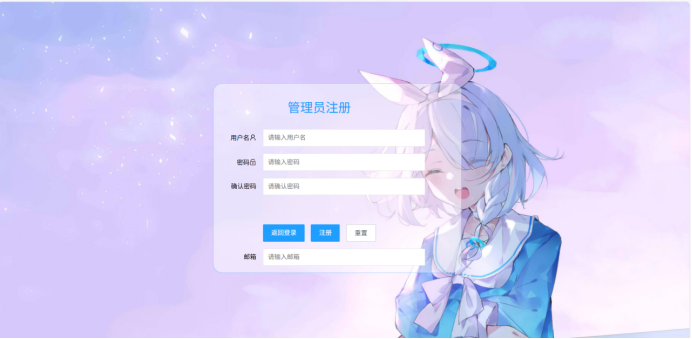 管理员注册
用户名 请输入用户名
密码 请输入密码
确认密码 请确认密码
返回登录 注册 重置
邮箱 请输入邮箱